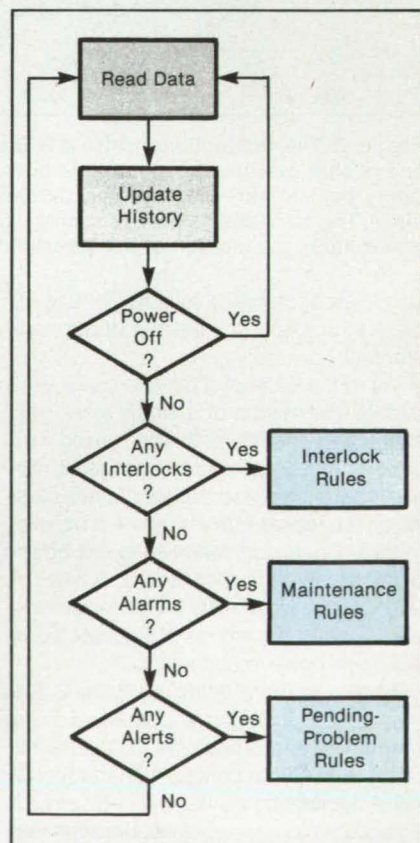 Read Data
Update
History
Power
Off
?
Yes
No
Any
Interlocks
?
Yes
Interlock
Rules
No
Any
Alarms
?
Yes
Maintenance
Rules
No
Any
Alerts
?
Yes
Pending-
Problem
Rules
No